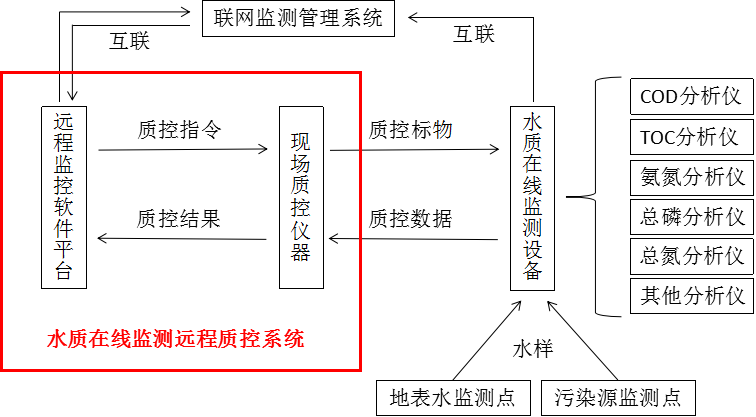 联网监测管理系统
互联
互联
远程监控软件平台
质控指令
质控结果
现场质控仪器
质控标物
质控数据
水质在线监测设备
COD分析仪
TOC分析仪
氨氮分析仪
总磷分析仪
总氮分析仪
其他分析仪
水质在线监测远程质控系统
水样
地表水监测点
污染源监测点